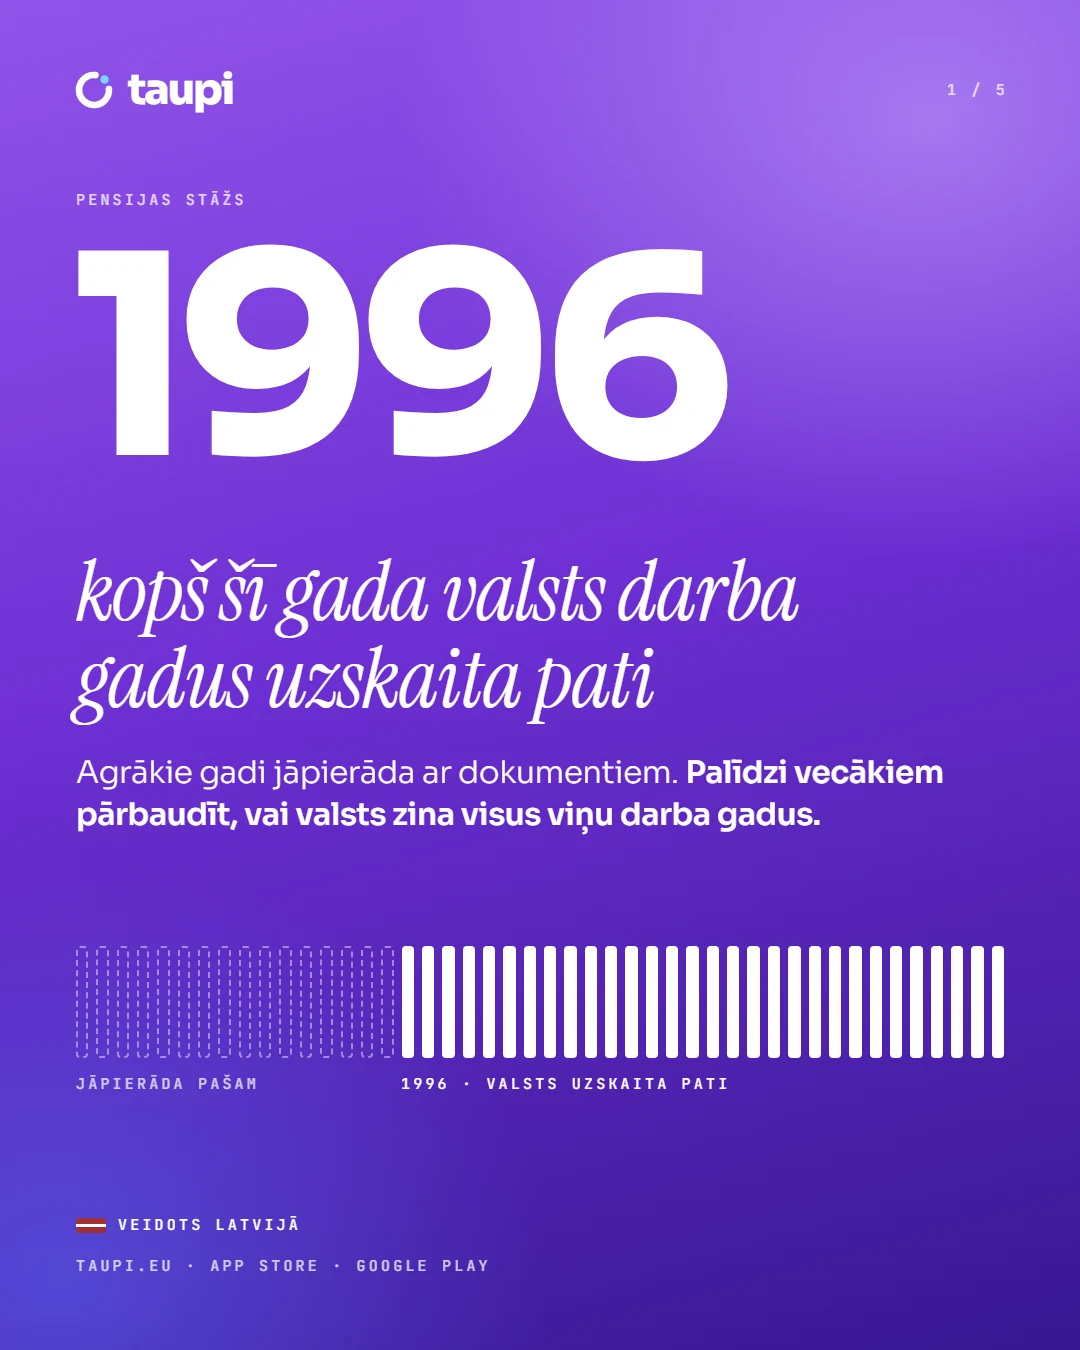 taupi
1 / 5
PENSIJAS STĀŽS
1996
kopš šī gada valsts darba
gadus uzskaita pati
Agrākie gadi jāpierāda ar dokumentiem. Palīdzi vecākiem
pārbaudīt, vai valsts zina visus viņu darba gadus.
JĀPIERĀDA PAŠAM
1996 · VALSTS UZSKAITA PATI
VEIDOTS LATVIJĀ
TAUPI.EU · APP STORE · GOOGLE PLAY